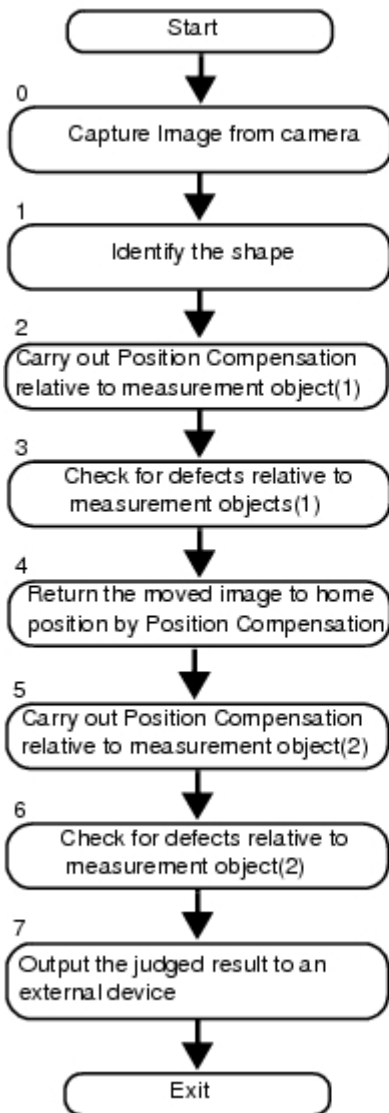 Start
0
Capture Image from camera
1
Identify the shape
2
Carry out Position Compensation
relative to measurement object(1)
3
Check for defects relative to
measurement objects(1)
4
Return the moved image to home
position by Position Compensation
5
Carry out Position Compensation
relative to measurement object(2)
6
Check for defects relative to
measurement object(2)
7
Output the judged result to an
external device
Exit